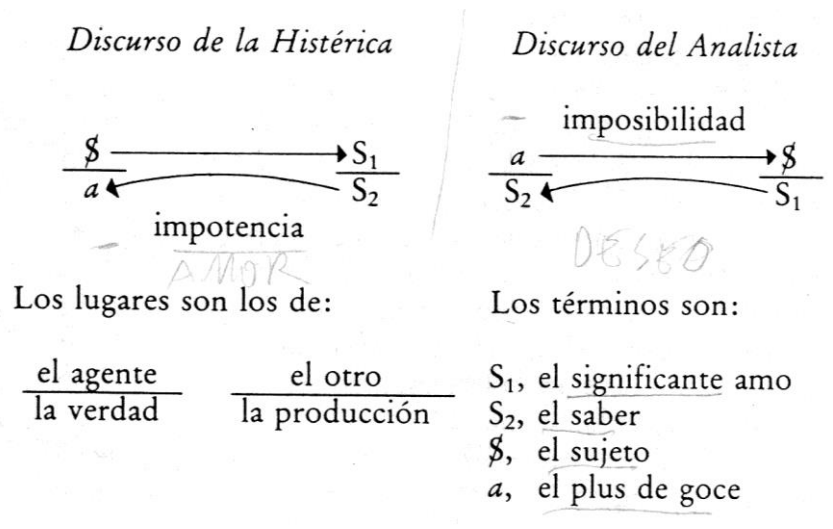 Discurso de la Histérica
$ → S₁
a ← S₂
impotencia
AMOR
Los lugares son los de:
el agente el otro
la verdad la producción
Discurso del Analista
imposibilidad
a → $
S₂ ← S₁
DESEO
Los términos son:
S₁, el significante amo
S₂, el saber
$, el sujeto
a, el plus de goce